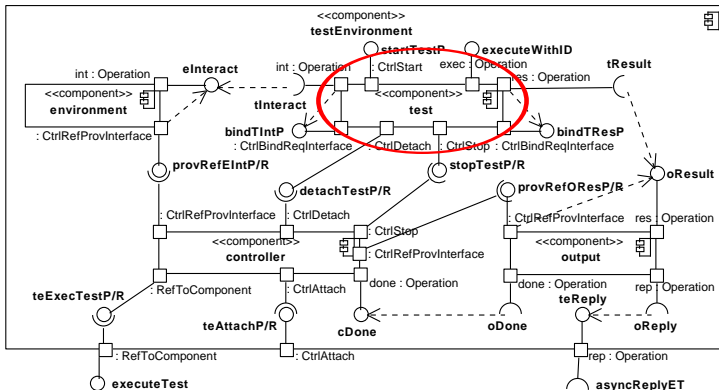 <<component>>
testEnvironment
startTestP
executeWithID
eInteract
int : Operation
int : Operation
: CtrlStart
exec : Operation
res : Operation
tResult
<<component>>
environment
tInteract
<<component>>
test
: CtrlRefProvInterface
bindTIntP
bindTResP
: CtrlBindReqInterface
: CtrlDetach
: CtrlStop
: CtrlBindReqInterface
provRefEIntP/R
stopTestP/R
oResult
detachTestP/R
provRefOResP/R
: CtrlRefProvInterface
: CtrlDetach
: CtrlStop
: CtrlRefProvInterface
res : Operation
<<component>>
controller
: CtrlRefProvInterface
<<component>>
output
: RefToComponent
: CtrlAttach
done : Operation
done : Operation
rep : Operation
teExecTestP/R
teAttachP/R
cDone
oDone
teReply
oReply
: RefToComponent
: CtrlAttach
rep : Operation
executeTest
asyncReplyET